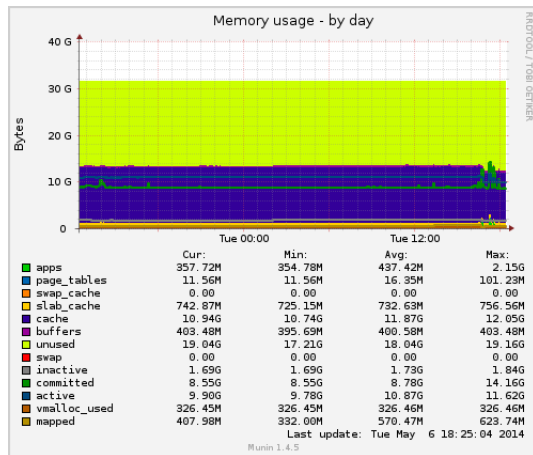 Memory usage - by day
RRDTOOL / TOBI OETIKER
Bytes
40 G
30 G
20 G
10 G
0
Tue 00:00 Tue 12:00
Cur: Min: Avg: Max:
apps 357.72M 354.78M 437.42M 2.15G
page_tables 11.56M 11.56M 16.35M 101.23M
swap_cache 0.00 0.00 0.00 0.00
slab_cache 742.87M 725.15M 732.63M 756.56M
cache 10.94G 10.74G 11.87G 12.05G
buffers 403.48M 395.69M 400.58M 403.48M
unused 19.04G 17.21G 18.04G 19.16G
swap 0.00 0.00 0.00 0.00
inactive 1.69G 1.69G 1.73G 1.84G
committed 8.55G 8.55G 8.78G 14.16G
active 9.90G 9.78G 10.87G 11.62G
vmalloc_used 326.45M 326.45M 326.46M 326.46M
mapped 407.98M 332.00M 570.47M 623.74M
Last update: Tue May 6 18:25:04 2014
Munin 1.4.5